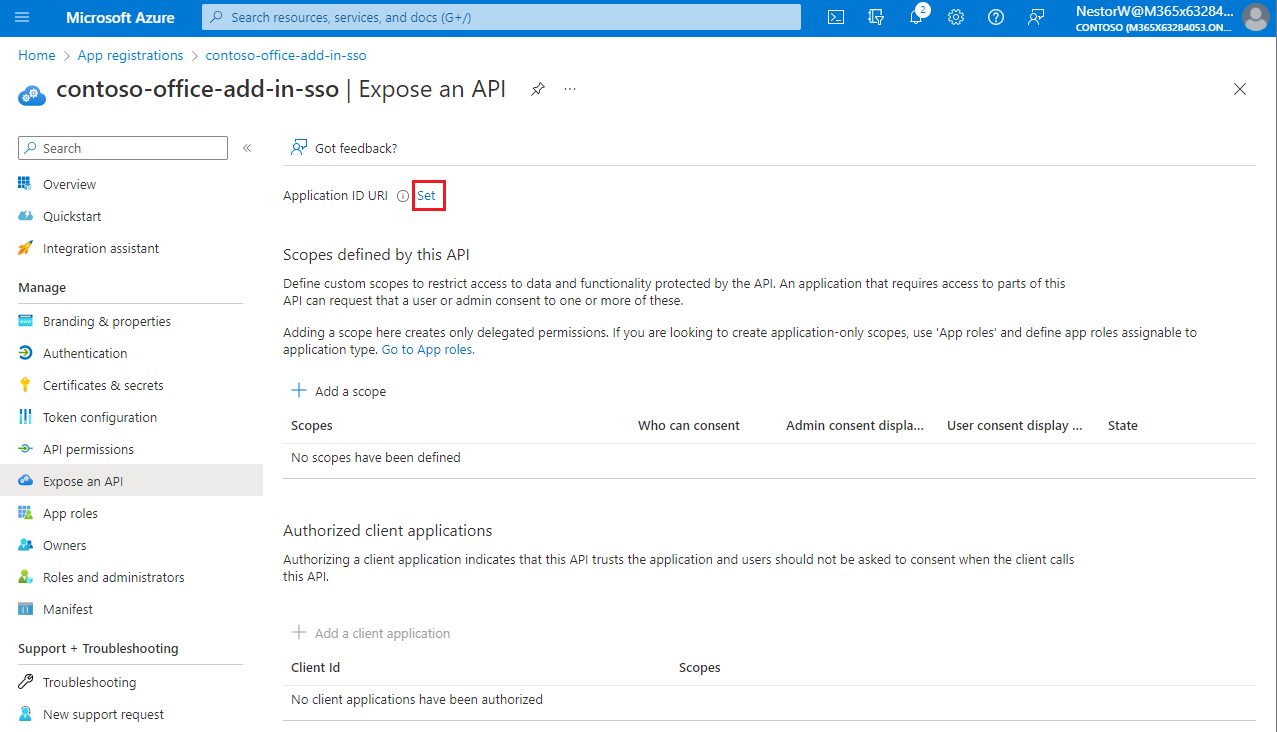 Microsoft Azure
Search resources, services, and docs (G+/)
2
NestorW@M365x63284...
CONTOSO (M365X63284053.ON...
Home > App registrations > contoso-office-add-in-sso
contoso-office-add-in-sso | Expose an API
Search
Got feedback?
Overview
Quickstart
Integration assistant
Manage
Branding & properties
Authentication
Certificates & secrets
Token configuration
API permissions
Expose an API
App roles
Owners
Roles and administrators
Manifest
Support + Troubleshooting
Troubleshooting
New support request
Application ID URI Set
Scopes defined by this API
Define custom scopes to restrict access to data and functionality protected by the API. An application that requires access to parts of this
API can request that a user or admin consent to one or more of these.
Adding a scope here creates only delegated permissions. If you are looking to create application-only scopes, use 'App roles' and define app roles assignable to
application type. Go to App roles.
Add a scope
Scopes Who can consent Admin consent displa... User consent display ... State
No scopes have been defined
Authorized client applications
Authorizing a client application indicates that this API trusts the application and users should not be asked to consent when the client calls
this API.
Add a client application
Client Id Scopes
No client applications have been authorized